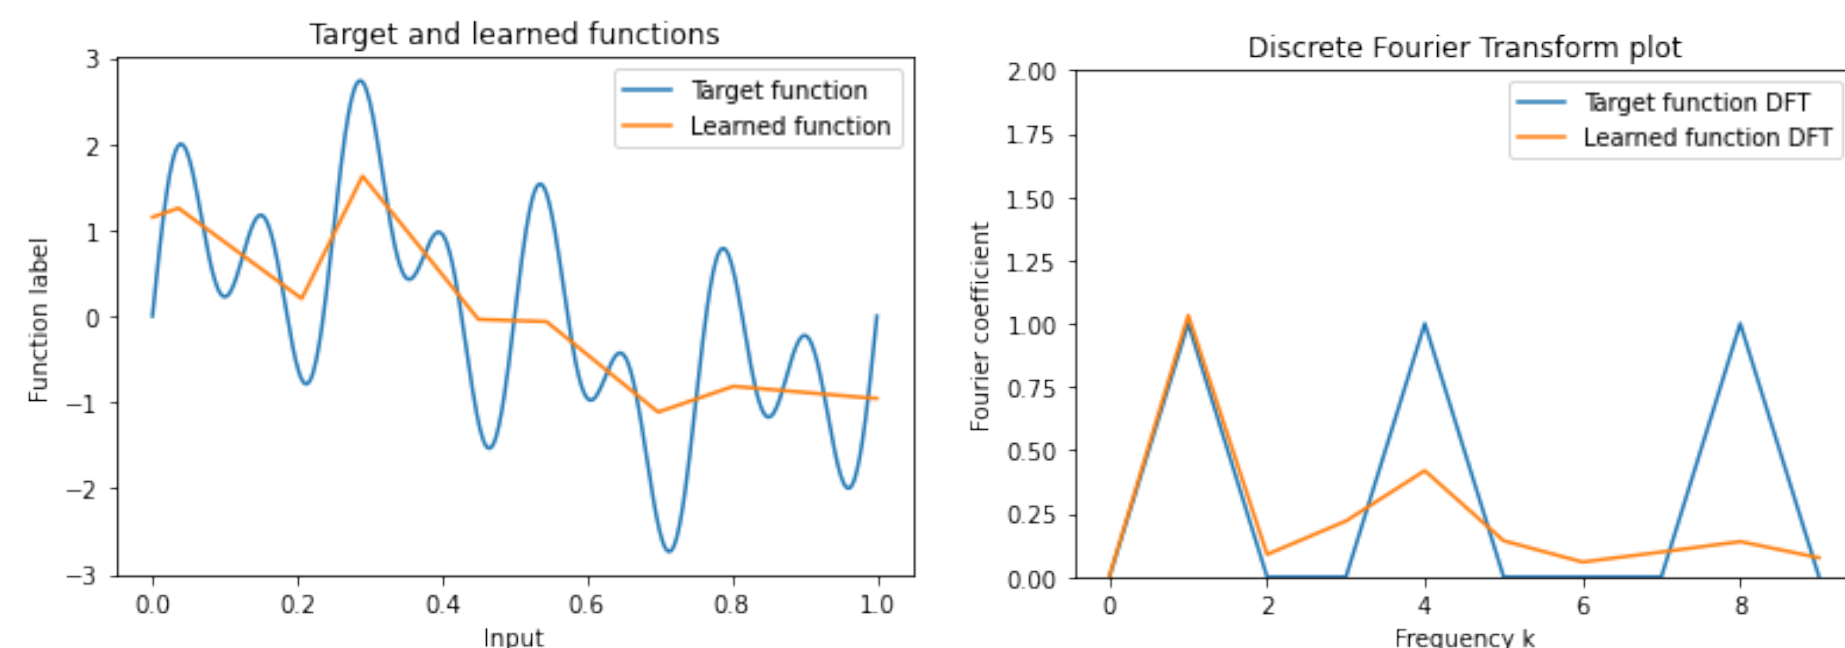 Target and learned functions
3
2
1
0
−1
−2
−3
Function label
Target function
Learned function
0.0 0.2 0.4 0.6 0.8 1.0
Input
Discrete Fourier Transform plot
2.00
1.75
1.50
1.25
1.00
0.75
0.50
0.25
0.00
Fourier coefficient
Target function DFT
Learned function DFT
0 2 4 6 8
Frequency k